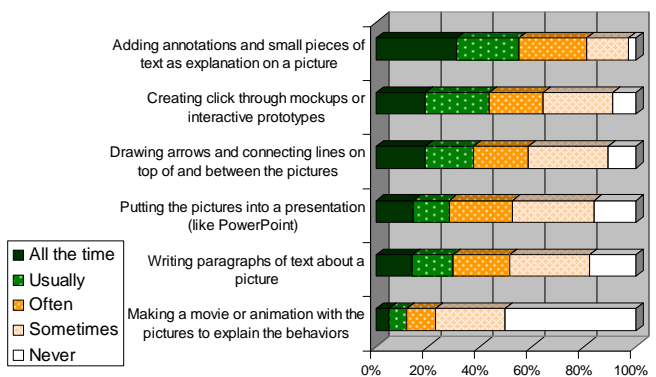 Adding annotations and small pieces of
text as explanation on a picture
Creating click through mockups or
interactive prototypes
Drawing arrows and connecting lines on
top of and between the pictures
Putting the pictures into a presentation
(like PowerPoint)
Writing paragraphs of text about a
picture
Making a movie or animation with the
pictures to explain the behaviors
All the time
Usually
Often
Sometimes
Never
0% 20% 40% 60% 80% 100%